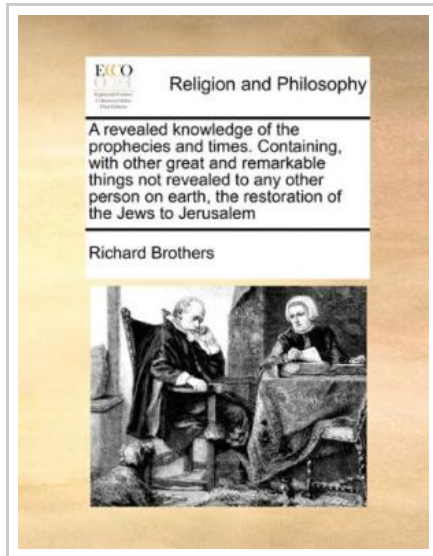 ECCO
Religion and Philosophy
A revealed knowledge of the
prophecies and times. Containing,
with other great and remarkable
things not revealed to any other
person on earth, the restoration of
the Jews to Jerusalem
Richard Brothers